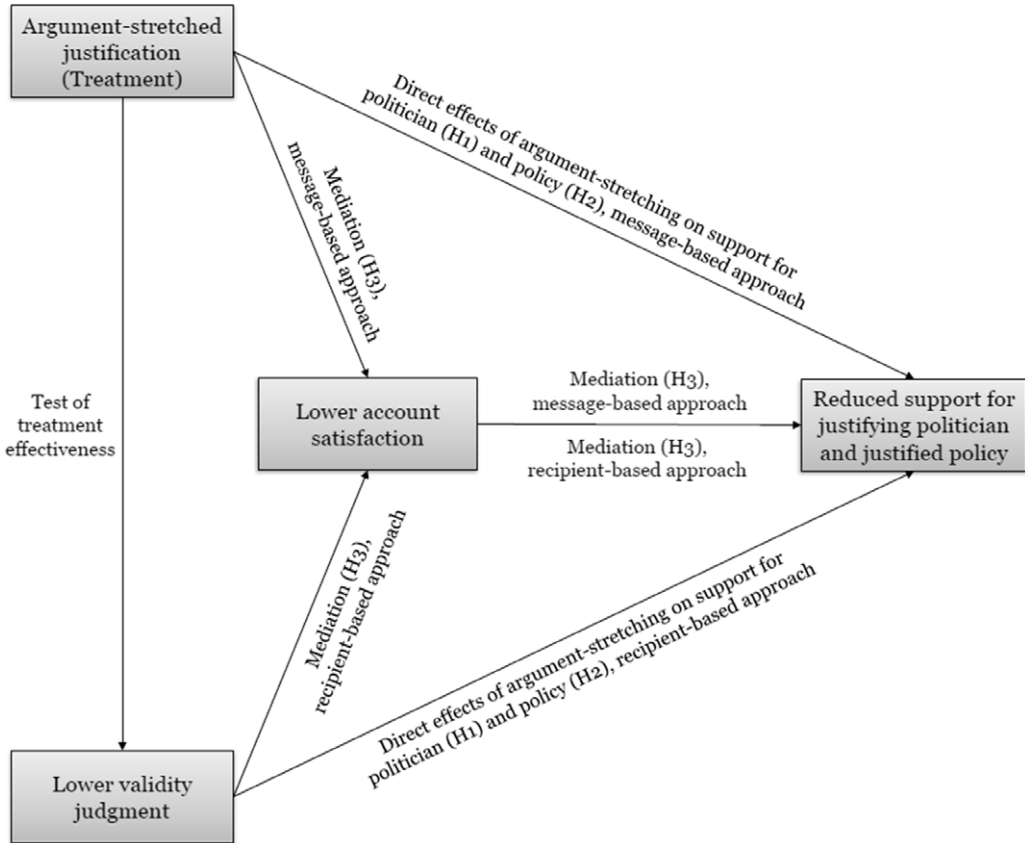 Argument-stretched
justification
(Treatment)
Direct effects of argument-stretching on support for
politician (H1) and policy (H2), message-based approach
Mediation (H3),
message-based approach
Test of
treatment
effectiveness
Lower account
satisfaction
Mediation (H3),
message-based approach
Mediation (H3),
recipient-based approach
Reduced support for
justifying politician
and justified policy
Mediation (H3),
recipient-based approach
Direct effects of argument-stretching on support for
politician (H1) and policy (H2), recipient-based approach
Lower validity
judgment